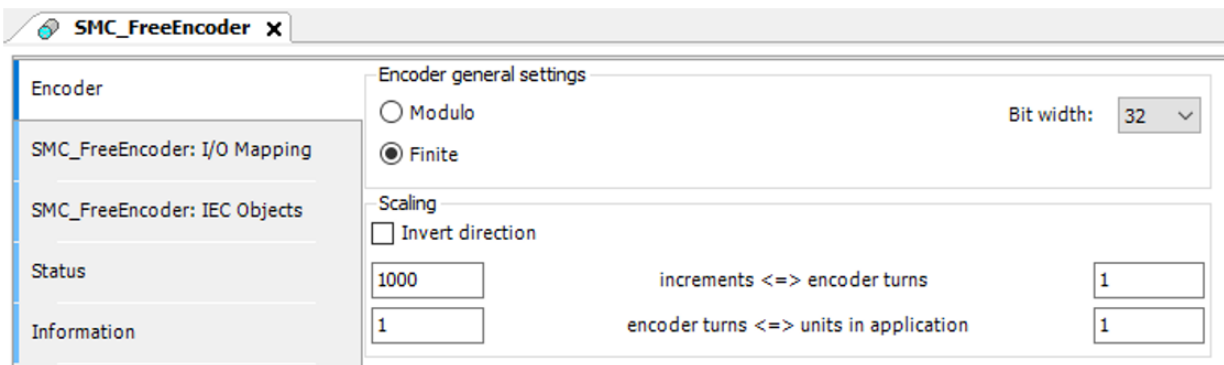 SMC_FreeEncoder
Encoder
SMC_FreeEncoder: I/O Mapping
SMC_FreeEncoder: IEC Objects
Status
Information
Encoder general settings
Modulo
Bit width: 32
Finite
Scaling
Invert direction
1000 increments <=> encoder turns 1
1 encoder turns <=> units in application 1